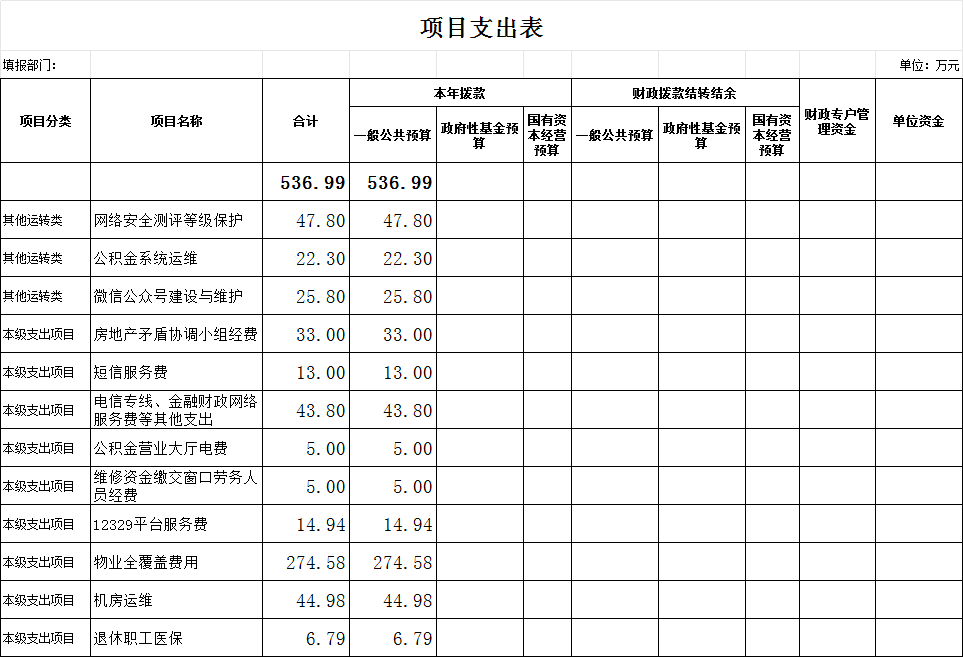 项目支出表
填报部门： 单位：万元
项目分类 项目名称 合计 本年拨款 财政拨款结转结余 财政专户管理资金 单位资金
一般公共预算 政府性基金预算 国有资本经营预算 一般公共预算 政府性基金预算 国有资本经营预算
536.99 536.99
其他运转类 网络安全测评等级保护 47.80 47.80
其他运转类 公积金系统运维 22.30 22.30
其他运转类 微信公众号建设与维护 25.80 25.80
本级支出项目 房地产矛盾协调小组经费 33.00 33.00
本级支出项目 短信服务费 13.00 13.00
本级支出项目 电信专线、金融财政网络服务费等其他支出 43.80 43.80
本级支出项目 公积金营业大厅电费 5.00 5.00
本级支出项目 维修资金缴交窗口劳务人员经费 5.00 5.00
本级支出项目 12329平台服务费 14.94 14.94
本级支出项目 物业全覆盖费用 274.58 274.58
本级支出项目 机房运维 44.98 44.98
本级支出项目 退休职工医保 6.79 6.79